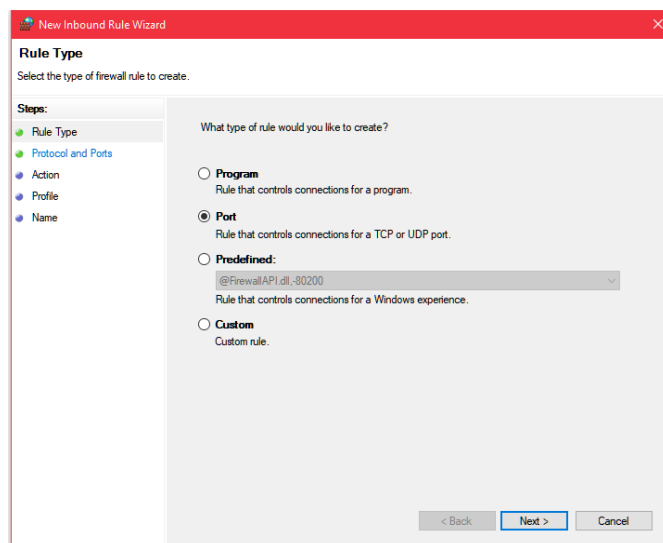 New Inbound Rule Wizard
Rule Type
Select the type of firewall rule to create.
Steps:
Rule Type
Protocol and Ports
Action
Profile
Name
What type of rule would you like to create?
Program
Rule that controls connections for a program.
Port
Rule that controls connections for a TCP or UDP port.
Predefined:
@FirewallAPI.dll,-80200
Rule that controls connections for a Windows experience.
Custom
Custom rule.
< Back
Next >
Cancel